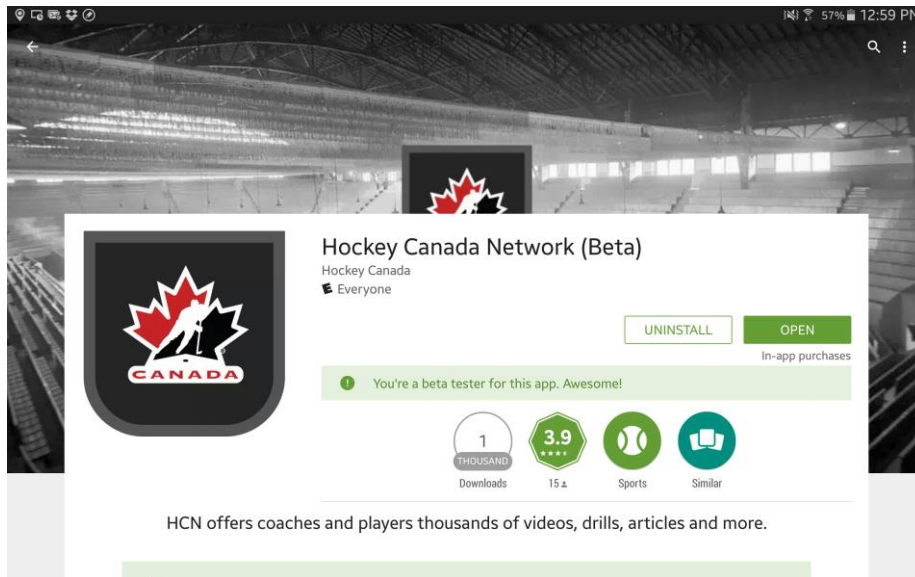 57% 12:59 PM
Hockey Canada Network (Beta)
Hockey Canada
E Everyone
UNINSTALL
OPEN
In-app purchases
CANADA
You're a beta tester for this app. Awesome!
1
THOUSAND
3.9
Downloads
15
Sports
Similar
HCN offers coaches and players thousands of videos, drills, articles and more.